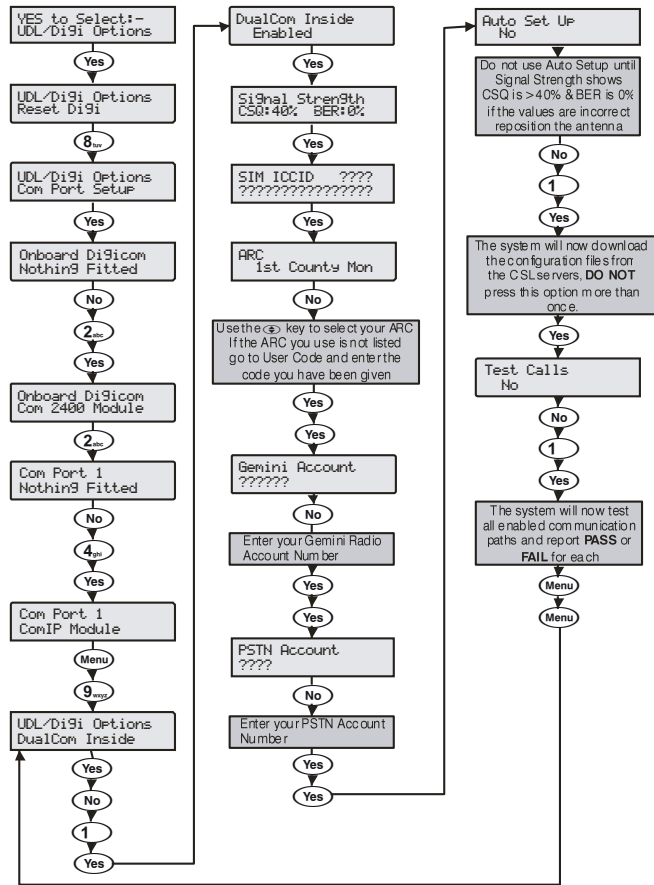 YES to Select:-
UDL/Digi Options
Yes
UDL/Digi Options
Reset Digi
8tuv
UDL/Digi Options
Com Port Setup
Yes
Onboard Digicom
Nothing Fitted
No
2abc
Yes
Onboard Digicom
Com 2400 Module
2abc
Com Port 1
Nothing Fitted
No
4ghi
Yes
Com Port 1
ComIP Module
Menu
9wxyz
UDL/Digi Options
DualCom Inside
Yes
No
1
Yes
DualCom Inside
Enabled
Yes
Signal Strength
CSQ:40% BER:0%
Yes
SIM ICCID ????
????????????????
Yes
ARC
1st County Mon
No
Use the key to select your ARC
If the ARC you use is not listed
go to User Code and enter the
code you have been given
Yes
Yes
Gemini Account
??????
No
Enter your Gemini Radio
Account Number
Yes
Yes
PSTN Account
????
No
Enter your PSTN Account
Number
Yes
Yes
Auto Set Up
No
Do not use Auto Setup until
Signal Strength shows
CSQ is >40% & BER is 0%
if the values are incorrect
reposition the antenna
No
1
Yes
The system will now download
the configuration files from
the CSL servers, DO NOT
press this option more than
once.
Yes
Test Calls
No
No
1
Yes
The system will now test
all enabled communication
paths and report PASS or
FAIL for each
Menu
Menu